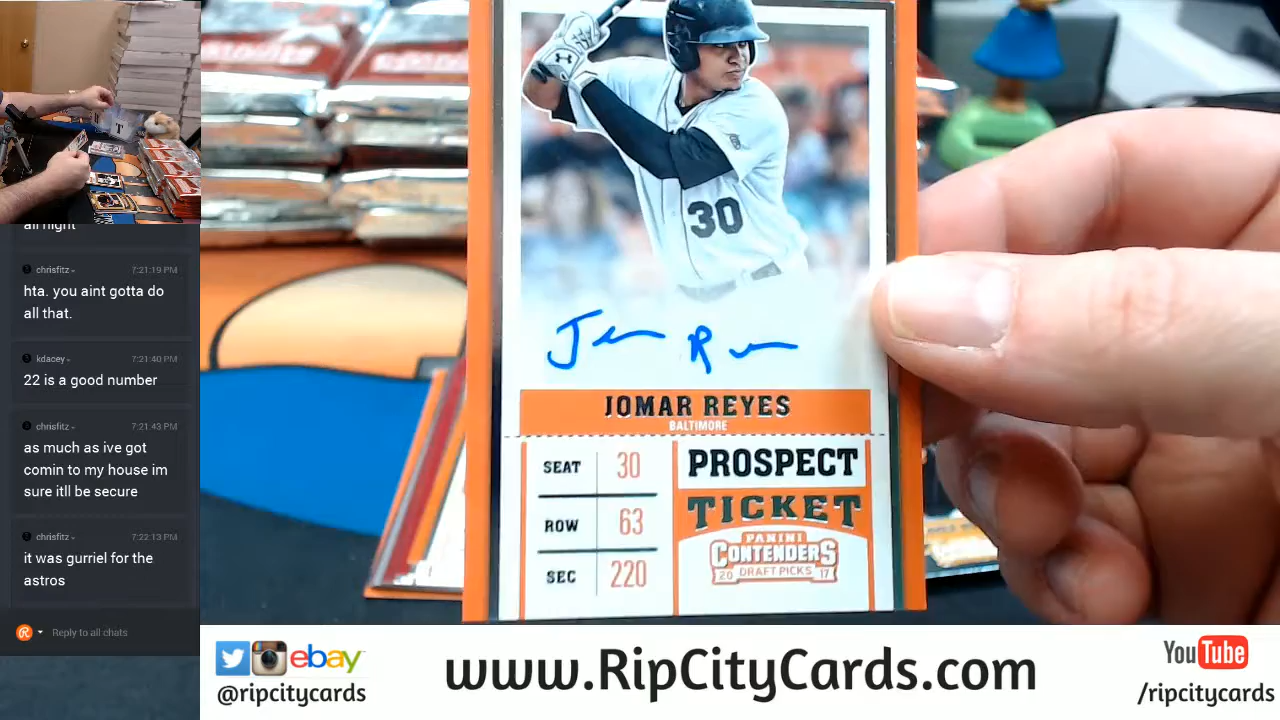 all night
chrisfitz 7:21:19 PM
hta. you aint gotta do
all that.
kdacey 7:21:40 PM
22 is a good number
chrisfitz 7:21:43 PM
as much as ive got
comin to my house im
sure itll be secure
chrisfitz 7:22:13 PM
it was gurriel for the
astros
Reply to all chats
30
JOMAR REYES
BALTIMORE
SEAT 30
ROW 63
SEC 220
PROSPECT
TICKET
PANINI
CONTENDERS
20 DRAFT PICKS 17
ebay
@ripcitycards
www.RipCityCards.com
YouTube
/ripcitycards